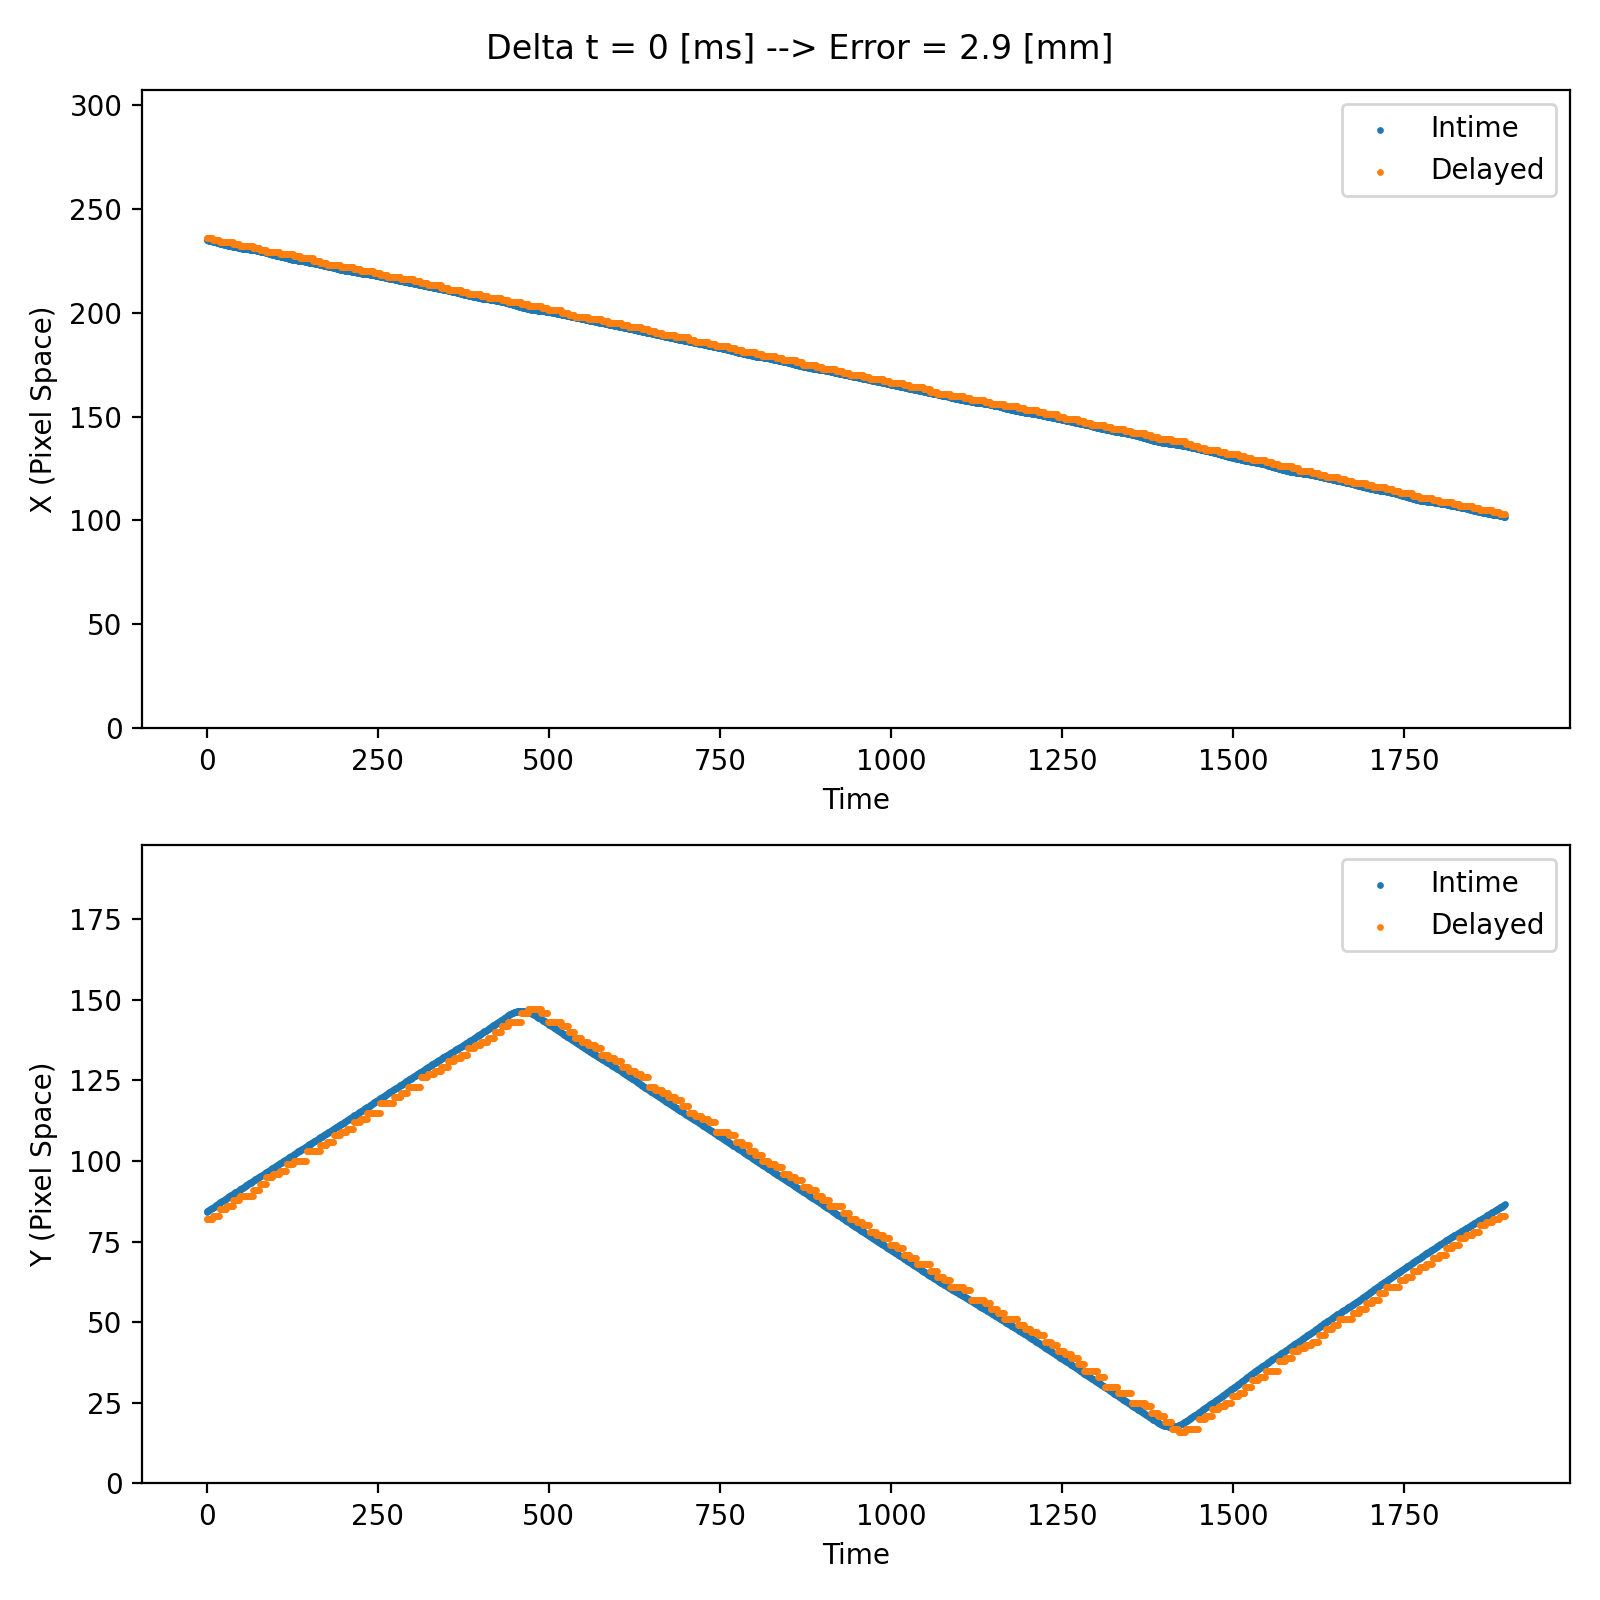 Delta t = 0 [ms] --> Error = 2.9 [mm]
300
250
200
150
100
50
0
X (Pixel Space)
Intime
Delayed
0 250 500 750 1000 1250 1500 1750
Time
175
150
125
100
75
50
25
0
Y (Pixel Space)
Intime
Delayed
0 250 500 750 1000 1250 1500 1750
Time